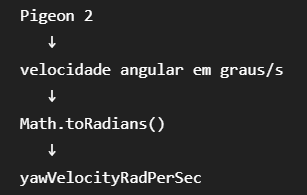 Pigeon 2
↓
velocidade angular em graus/s
↓
Math.toRadians()
↓
yawVelocityRadPerSec